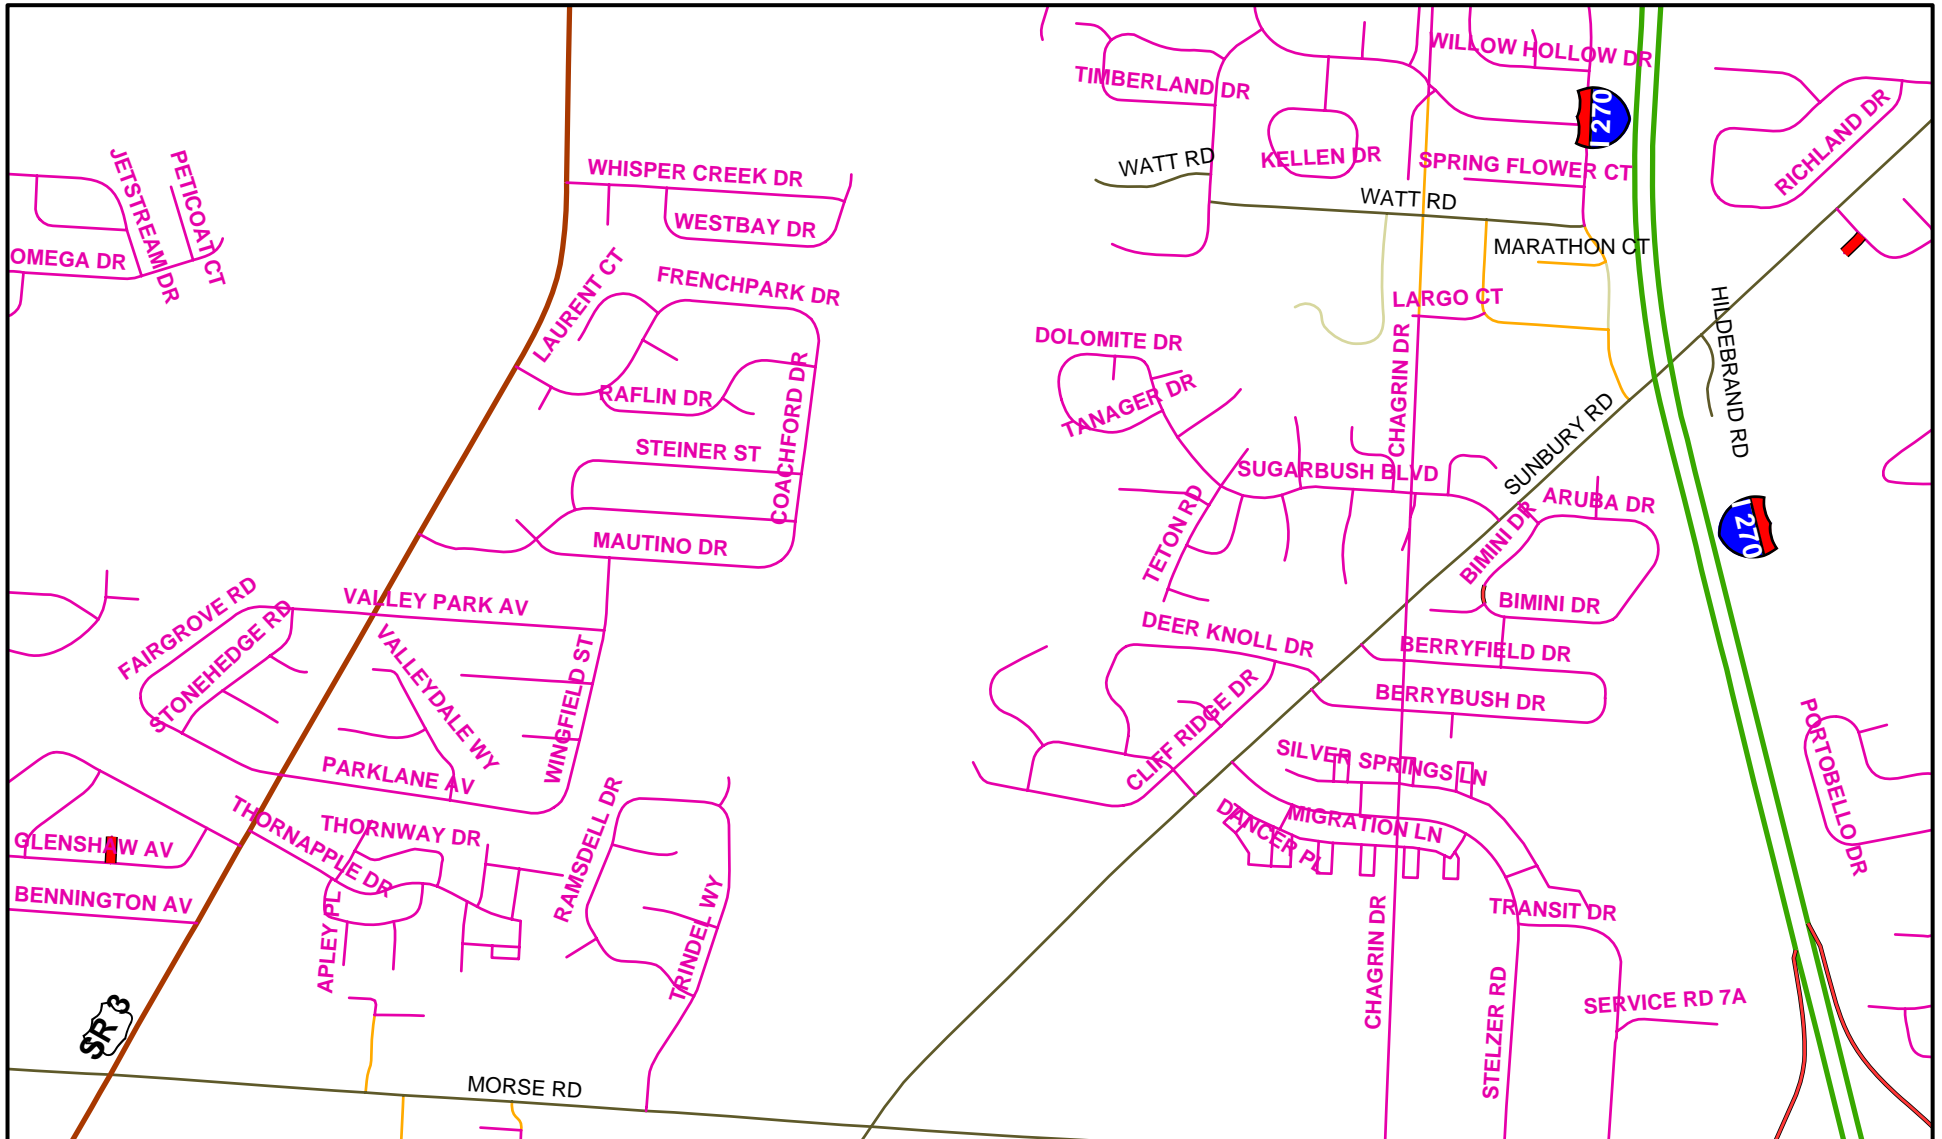 WILLOW HOLLOW DR
TIMBERLAND DR
I 270
RICHLAND DR
WATT RD
KELLEN DR
SPRING FLOWER CT
JETSTREAM DR
PETICOAT CT
WHISPER CREEK DR
WATT RD
WESTBAY DR
MARATHON CT
OMEGA DR
LAURENT CT
FRENCHPARK DR
LARGO CT
HILDEBRAND RD
DOLOMITE DR
CHAGRIN DR
TANAGER DR
RAFLIN DR
COACHFORD DR
SUNBURY RD
STEINER ST
SUGARBUSH BLVD
ARUBA DR
I 270
TETON RD
BIMINI DR
MAUTINO DR
FAIRGROVE RD
VALLEY PARK AV
BIMINI DR
STONEHEDGE RD
VALLEYDALE WY
DEER KNOLL DR
BERRYFIELD DR
WINGFIELD ST
CLIFF RIDGE DR
BERRYBUSH DR
PORTOBELLO DR
PARKLANE AV
SILVER SPRINGS LN
RAMSDELL DR
THORNAPPLE DR
THORNWAY DR
DANCER PL
MIGRATION LN
GLENSHAW AV
BENNINGTON AV
APLEY PL
TRINDEL WY
TRANSIT DR
CHAGRIN DR
STELZER RD
SERVICE RD 7A
SR 3
MORSE RD